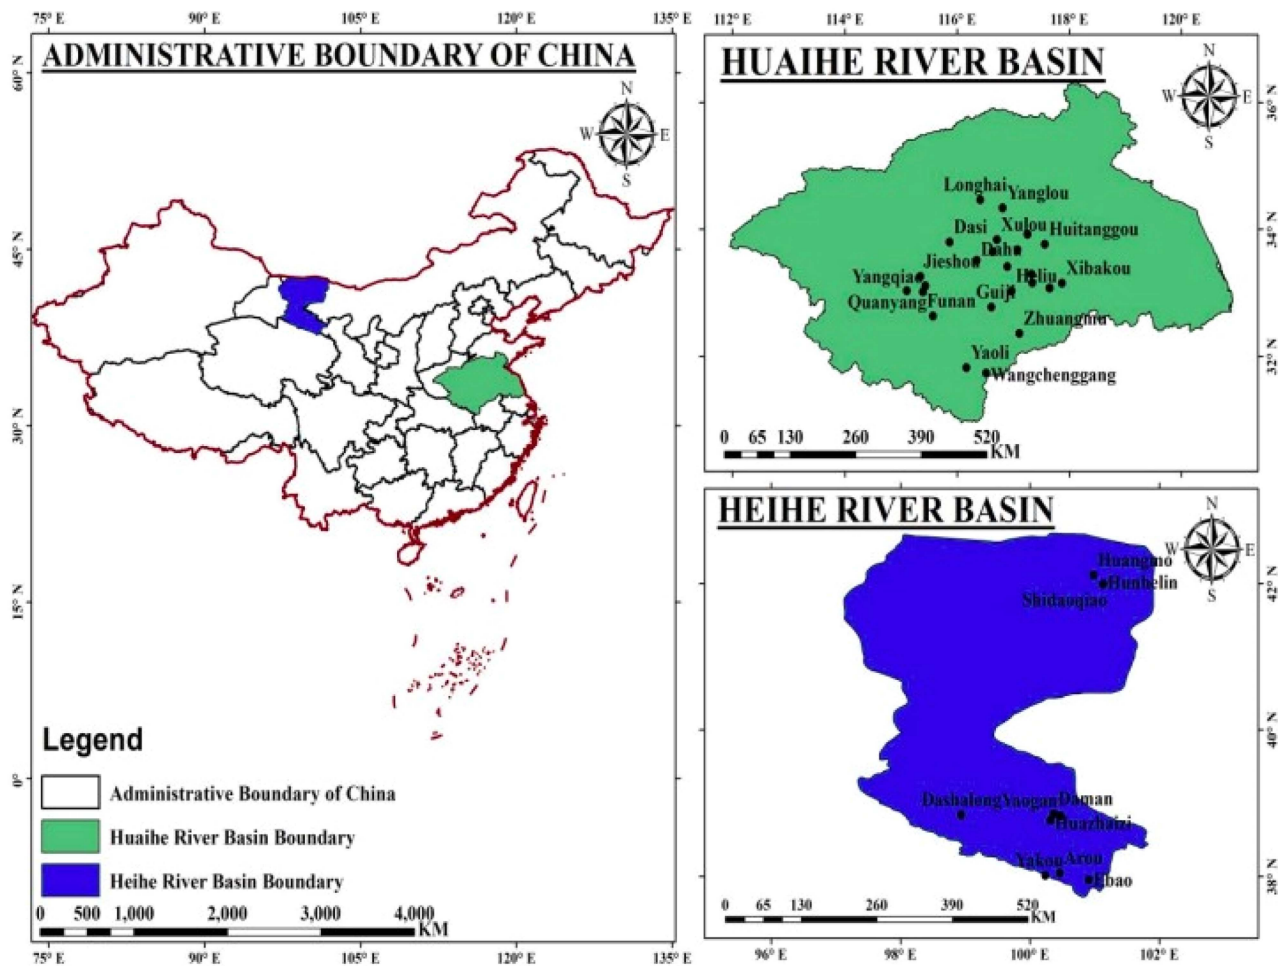 75° E
90° E
105° E
120° E
135° E
ADMINISTRATIVE BOUNDARY OF CHINA
N
W
E
S
60° N
45° N
30° N
15° N
0°
Legend
Administrative Boundary of China
Huaihe River Basin Boundary
Heihe River Basin Boundary
0 500 1,000 2,000 3,000 4,000
KM
75° E
90° E
105° E
120° E
135° E
112° E
114° E
116° E
118° E
120° E
HUAIHE RIVER BASIN
N
W
E
S
36° N
34° N
32° N
Longhai
Yanglou
Dasi
Xulou
Huitanggou
Jieshou
Xibakou
Yangqiao
Quanyang
Funan
Zhuangmu
Yaoli
Wangchenggang
0 65 130 260 390 520
KM
HEIHE RIVER BASIN
N
W
E
S
42° N
40° N
38° N
Huangmo
Hunhelin
Shidaoqiao
Dashalong
Yaogan
Daman
Huazhaizi
Yakou
Arou
Ebao
0 65 130 260 390 520
KM
96° E
98° E
100° E
102° E